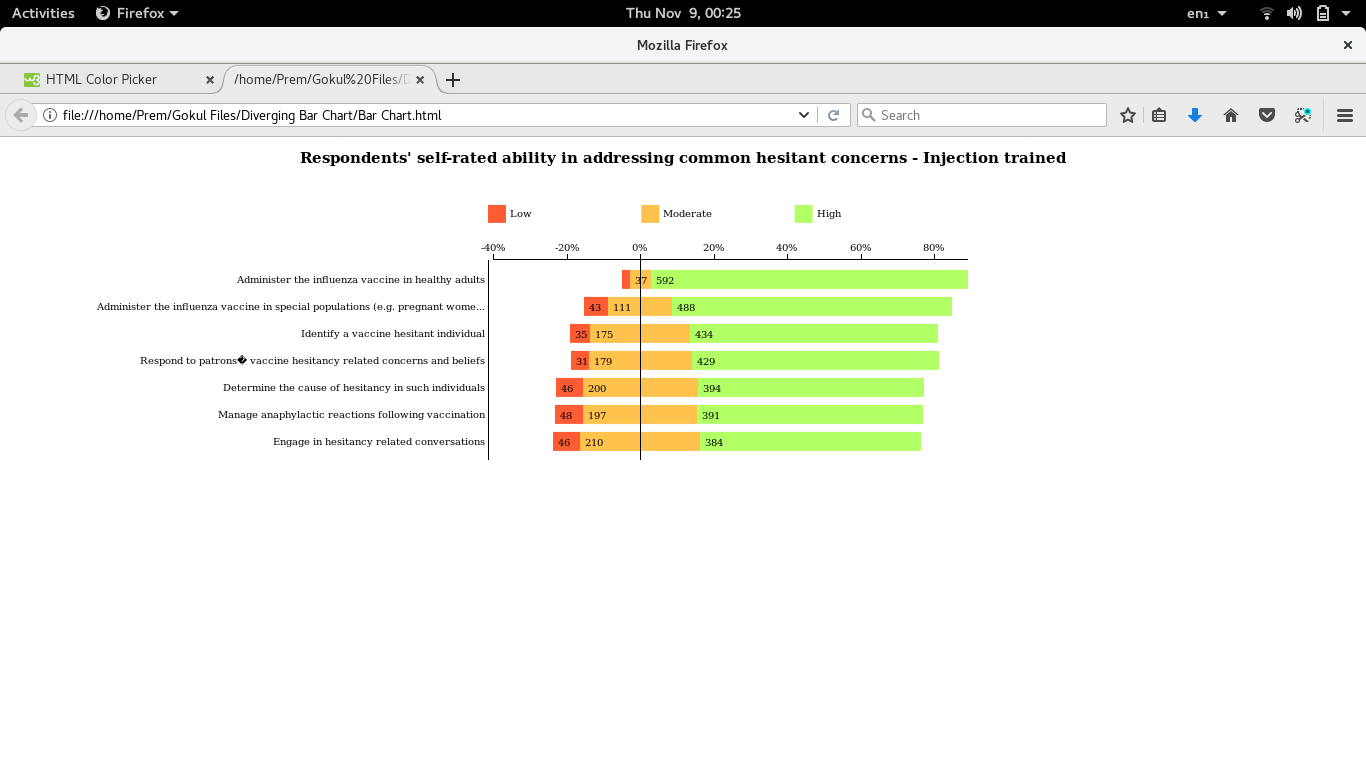 Activities Firefox Thu Nov 9, 00:25 en₁
Mozilla Firefox
HTML Color Picker /home/Prem/Gokul%20Files/D
file:///home/Prem/Gokul Files/Diverging Bar Chart/Bar Chart.html Search
Respondents' self-rated ability in addressing common hesitant concerns - Injection trained
Low Moderate High
-40% -20% 0% 20% 40% 60% 80%
Administer the influenza vaccine in healthy adults 37 592
Administer the influenza vaccine in special populations (e.g. pregnant wome... 43 111 488
Identify a vaccine hesitant individual 35 175 434
Respond to patrons� vaccine hesitancy related concerns and beliefs 31 179 429
Determine the cause of hesitancy in such individuals 46 200 394
Manage anaphylactic reactions following vaccination 48 197 391
Engage in hesitancy related conversations 46 210 384